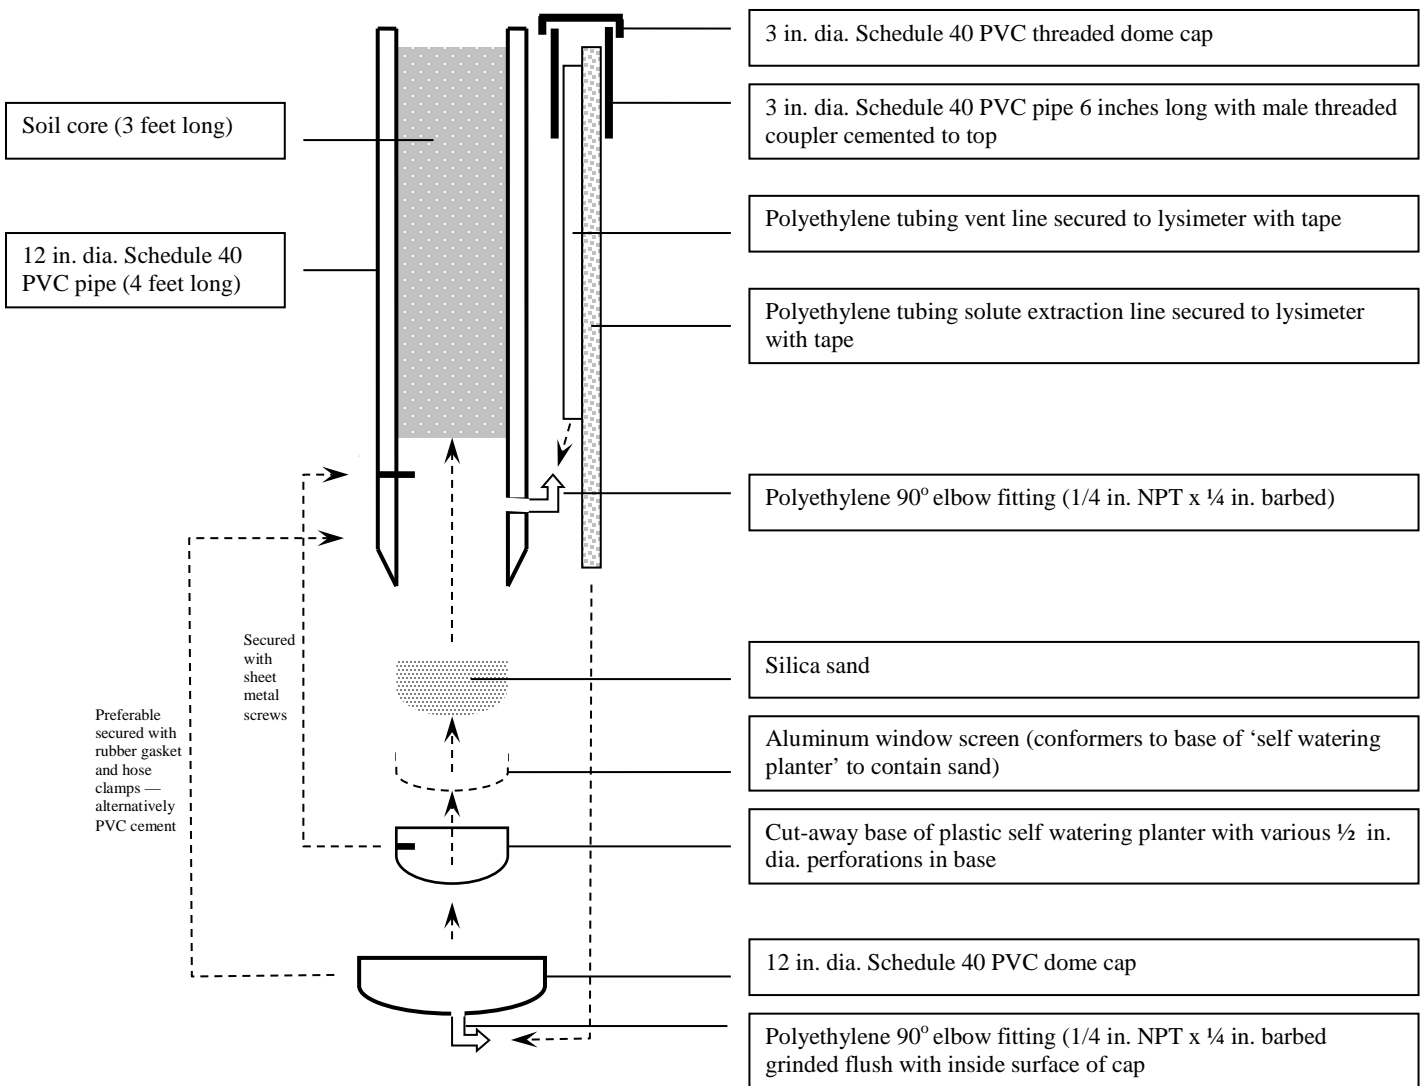 3 in. dia. Schedule 40 PVC threaded dome cap
3 in. dia. Schedule 40 PVC pipe 6 inches long with male threaded
coupler cemented to top
Soil core (3 feet long)
Polyethylene tubing vent line secured to lysimeter with tape
12 in. dia. Schedule 40
PVC pipe (4 feet long)
Polyethylene tubing solute extraction line secured to lysimeter
with tape
Polyethylene 90° elbow fitting (1/4 in. NPT x ¼ in. barbed)
Secured
with
sheet
metal
screws
Silica sand
Preferable
secured with
rubber gasket
and hose
clamps —
alternatively
PVC cement
Aluminum window screen (conformers to base of ‘self watering
planter’ to contain sand)
Cut-away base of plastic self watering planter with various ½ in.
dia. perforations in base
12 in. dia. Schedule 40 PVC dome cap
Polyethylene 90° elbow fitting (1/4 in. NPT x ¼ in. barbed
grinded flush with inside surface of cap